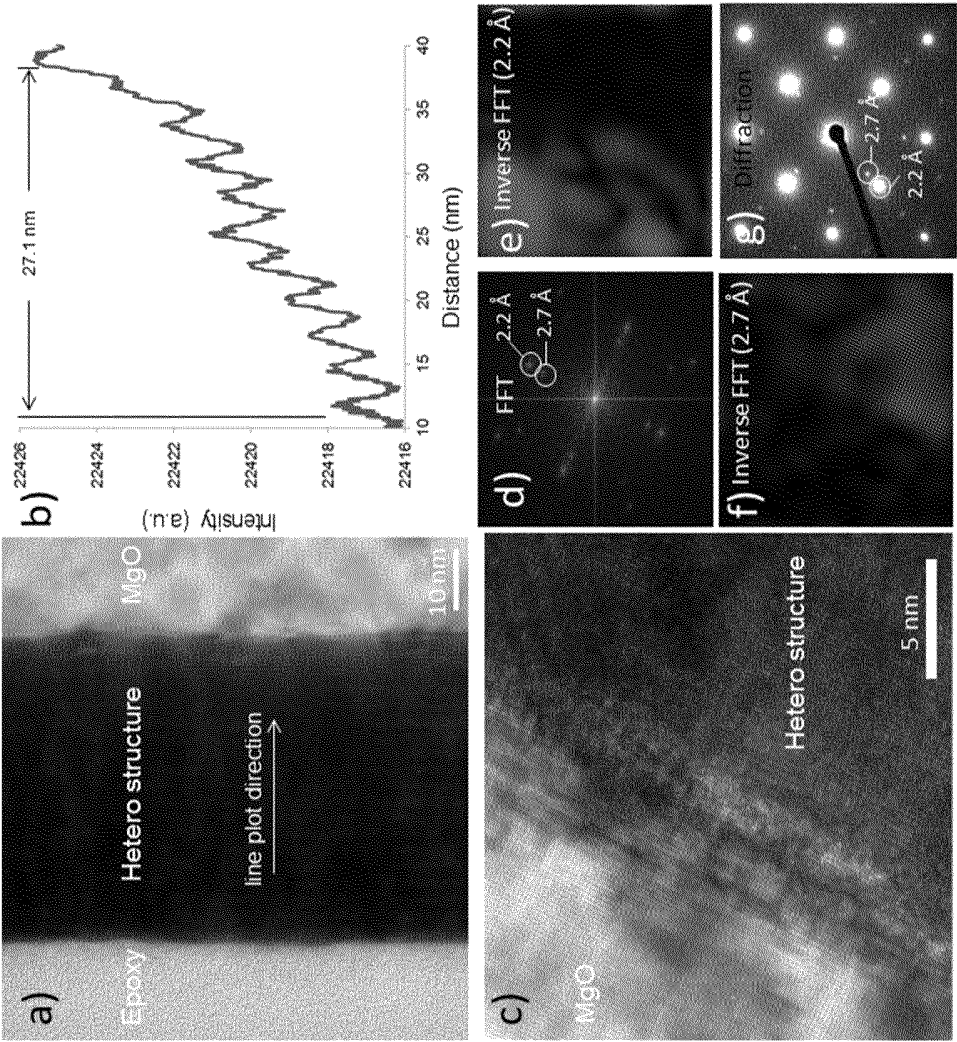 a)
Epoxy
Hetero structure
MgO
line plot direction
10 nm
b)
27.1 nm
22426
22424
22422
22420
22418
22416
Intensity (a.u.)
10
15
20
25
30
35
40
Distance (nm)
c)
MgO
Hetero structure
5 nm
d)
FFT
2.2 Å
2.7 Å
e) Inverse FFT (2.2 Å)
f) Inverse FFT (2.7 Å)
g) Diffraction
2.7 Å
2.2 Å